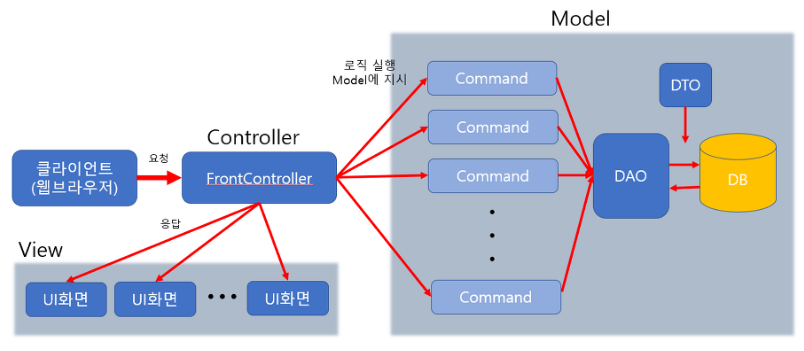 Model
로직 실행
Model에 지시
Command
DTO
Command
Controller
클라이언트
(웹브라우저)
요청
FrontController
Command
DAO
DB
응답
View
UI화면
UI화면
UI화면
Command